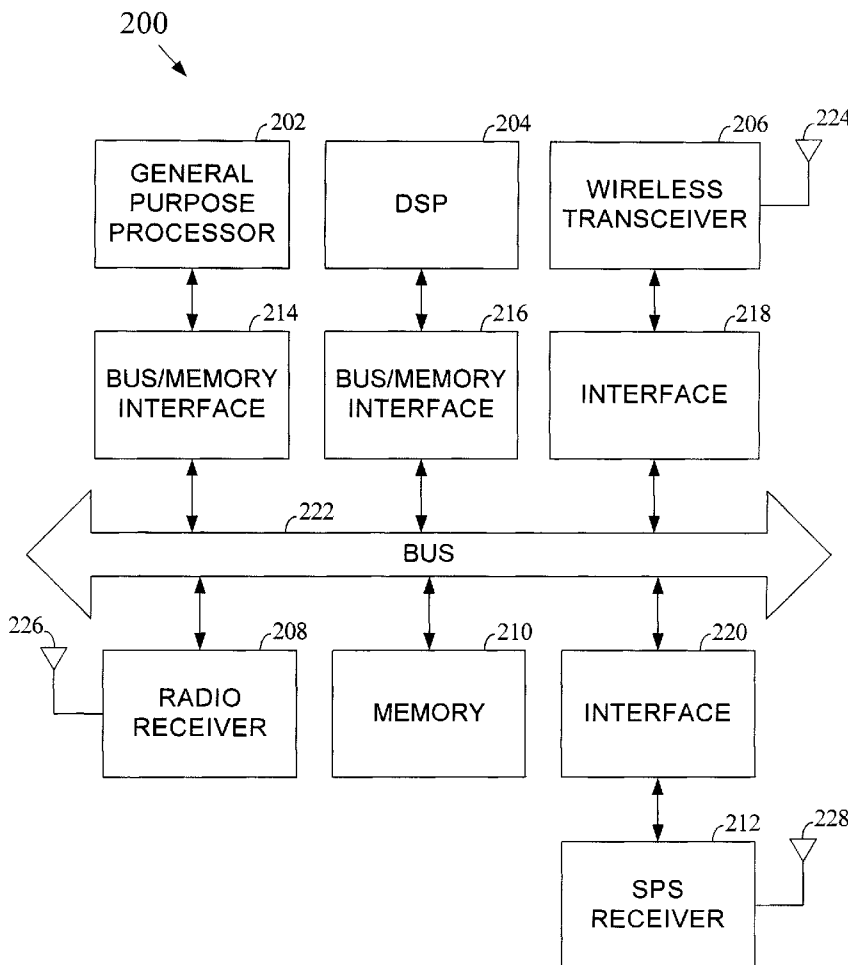 200
202
204
206
224
GENERAL
PURPOSE
PROCESSOR
DSP
WIRELESS
TRANSCEIVER
214
216
218
BUS/MEMORY
INTERFACE
BUS/MEMORY
INTERFACE
INTERFACE
222
BUS
226
208
210
220
RADIO
RECEIVER
MEMORY
INTERFACE
212
228
SPS
RECEIVER